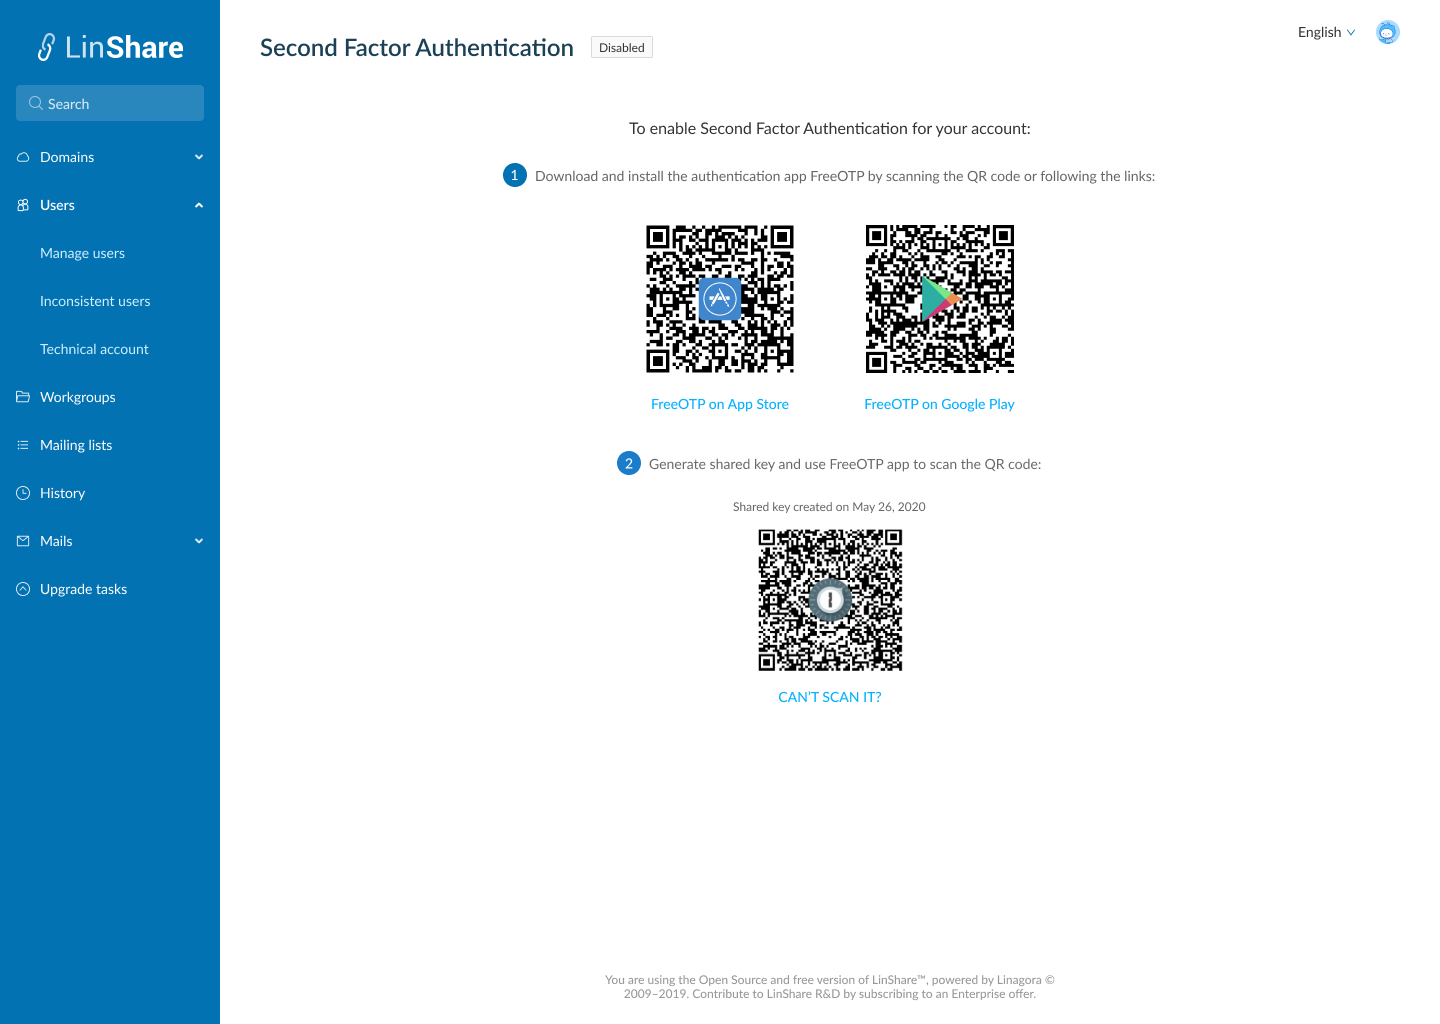 LinShare
Search
Domains
Users
Manage users
Inconsistent users
Technical account
Workgroups
Mailing lists
History
Mails
Upgrade tasks
Second Factor Authentication
Disabled
English
To enable Second Factor Authentication for your account:
1 Download and install the authentication app FreeOTP by scanning the QR code or following the links:
FreeOTP on App Store
FreeOTP on Google Play
2 Generate shared key and use FreeOTP app to scan the QR code:
Shared key created on May 26, 2020
CAN'T SCAN IT?
You are using the Open Source and free version of LinShare™, powered by Linagora ©
2009–2019. Contribute to LinShare R&D by subscribing to an Enterprise offer.